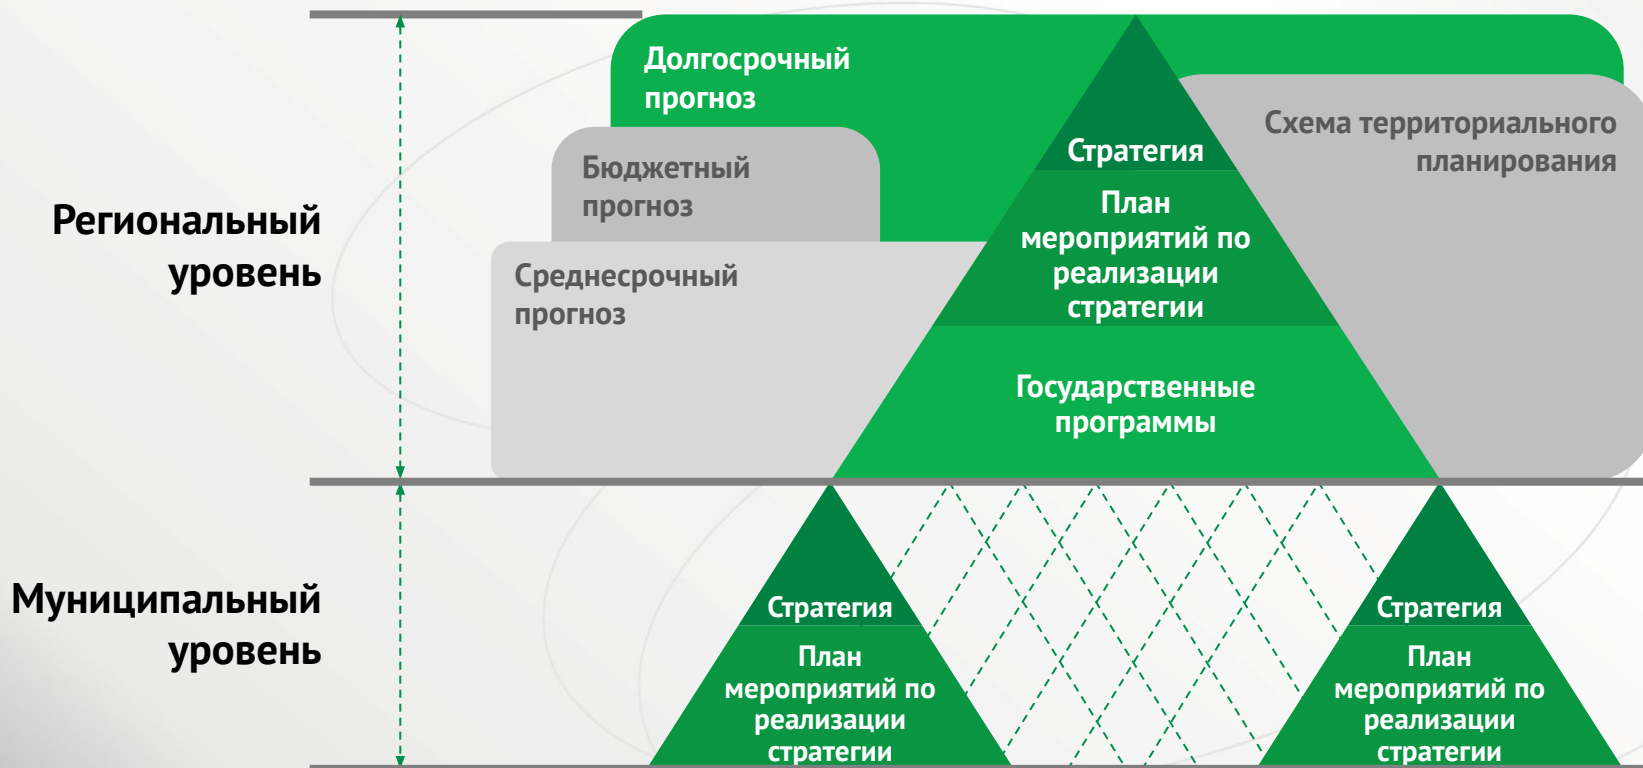 Долгосрочный
прогноз
Схема территориального
планирования
Стратегия
Бюджетный
прогноз
План
мероприятий по
реализации
стратегии
Региональный
уровень
Среднесрочный
прогноз
Государственные
программы
Муниципальный
уровень
Стратегия
План
мероприятий по
реализации
стратегии
Стратегия
План
мероприятий по
реализации
стратегии